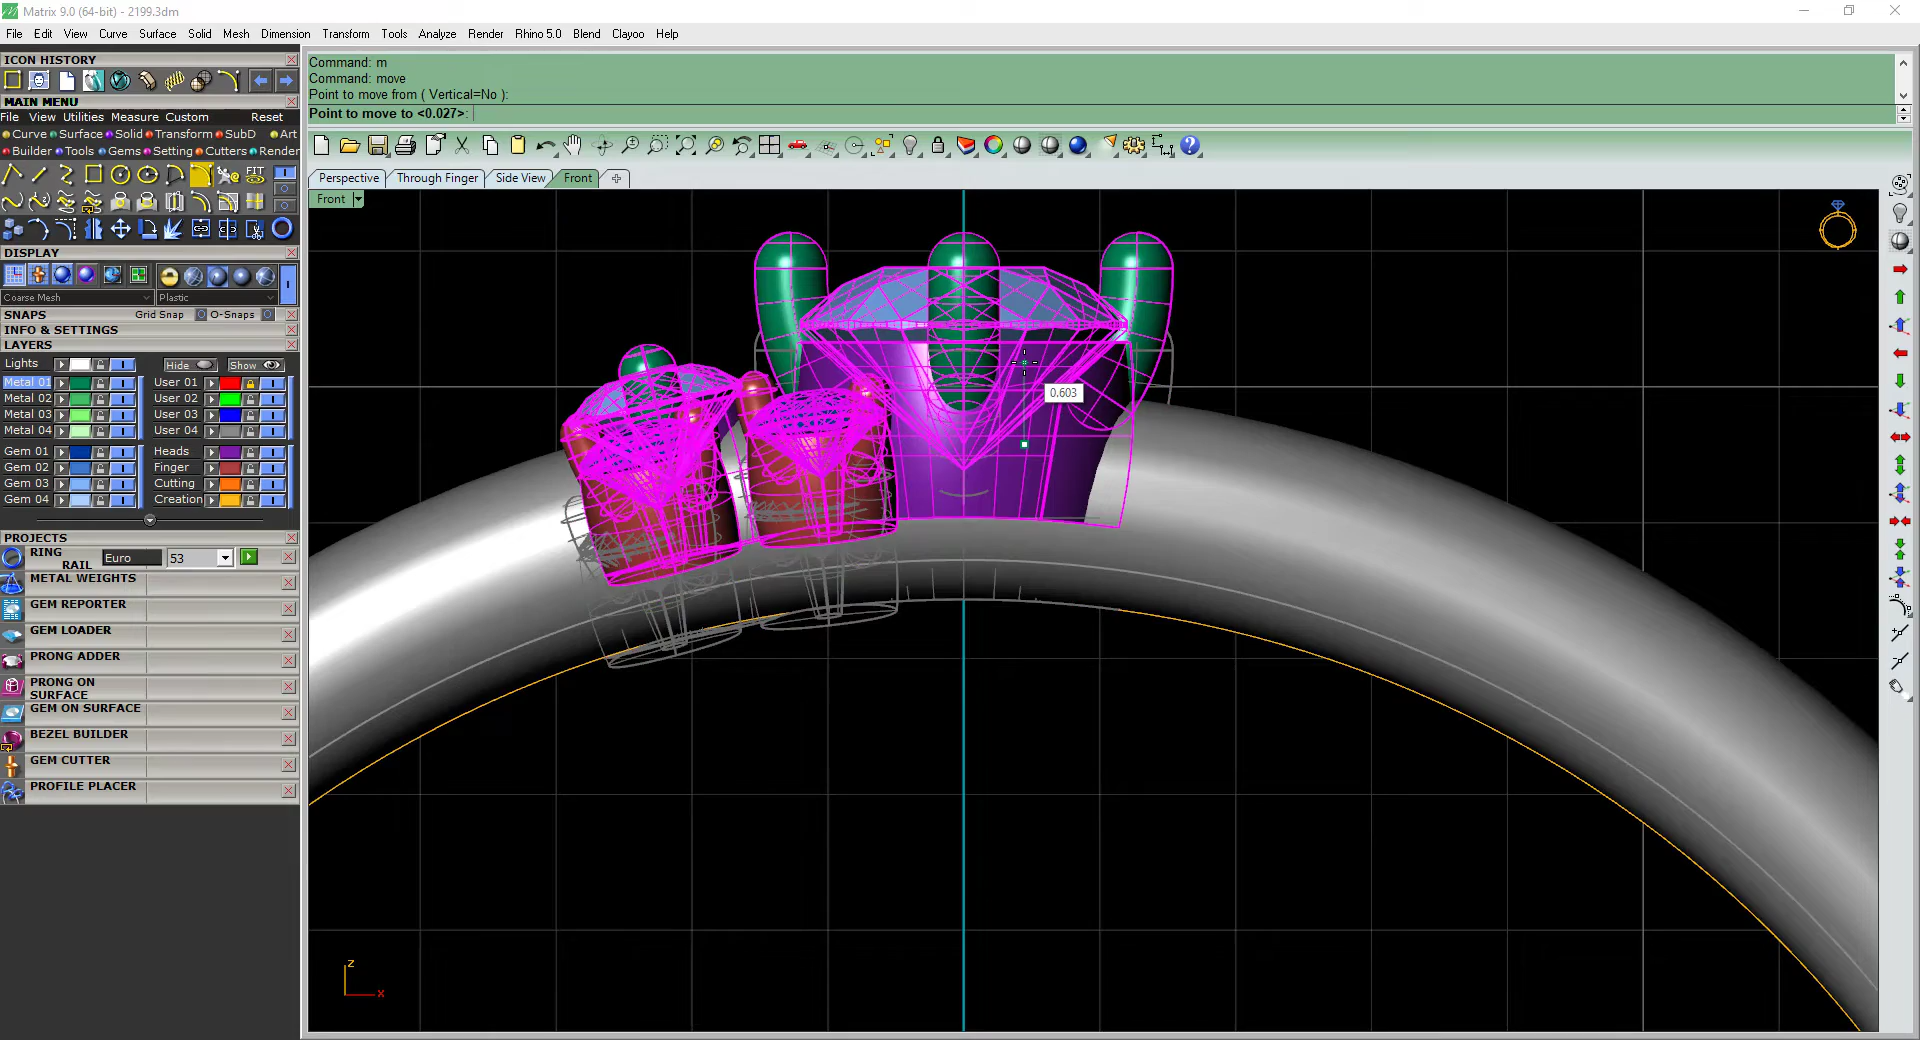 Matrix 9.0 (64-bit) - 2199.3dm
File Edit View Curve Surface Solid Mesh Dimension Transform Tools Analyze Render Rhino 5.0 Blend Clayoo Help
ICON HISTORY
MAIN MENU
File View Utilities Measure Custom Reset
Curve Surface Solid Transform SubD Art
Builder Tools Gems Setting Cutters Render
FIT
DISPLAY
Coarse Mesh Plastic
SNAPS Grid Snap O-Snaps
INFO & SETTINGS
LAYERS
Lights Hide Show
Metal 01 User 01
Metal 02 User 02
Metal 03 User 03
Metal 04 User 04
Gem 01 Heads
Gem 02 Finger
Gem 03 Cutting
Gem 04 Creation
PROJECTS
RING RAIL Euro 53
METAL WEIGHTS
GEM REPORTER
GEM LOADER
PRONG ADDER
PRONG ON
SURFACE
GEM ON SURFACE
BEZEL BUILDER
GEM CUTTER
PROFILE PLACER
Command: m
Command: move
Point to move from ( Vertical=No ):
Point to move to <0.027>:
Perspective Through Finger Side View Front
Front
0.603
z
x